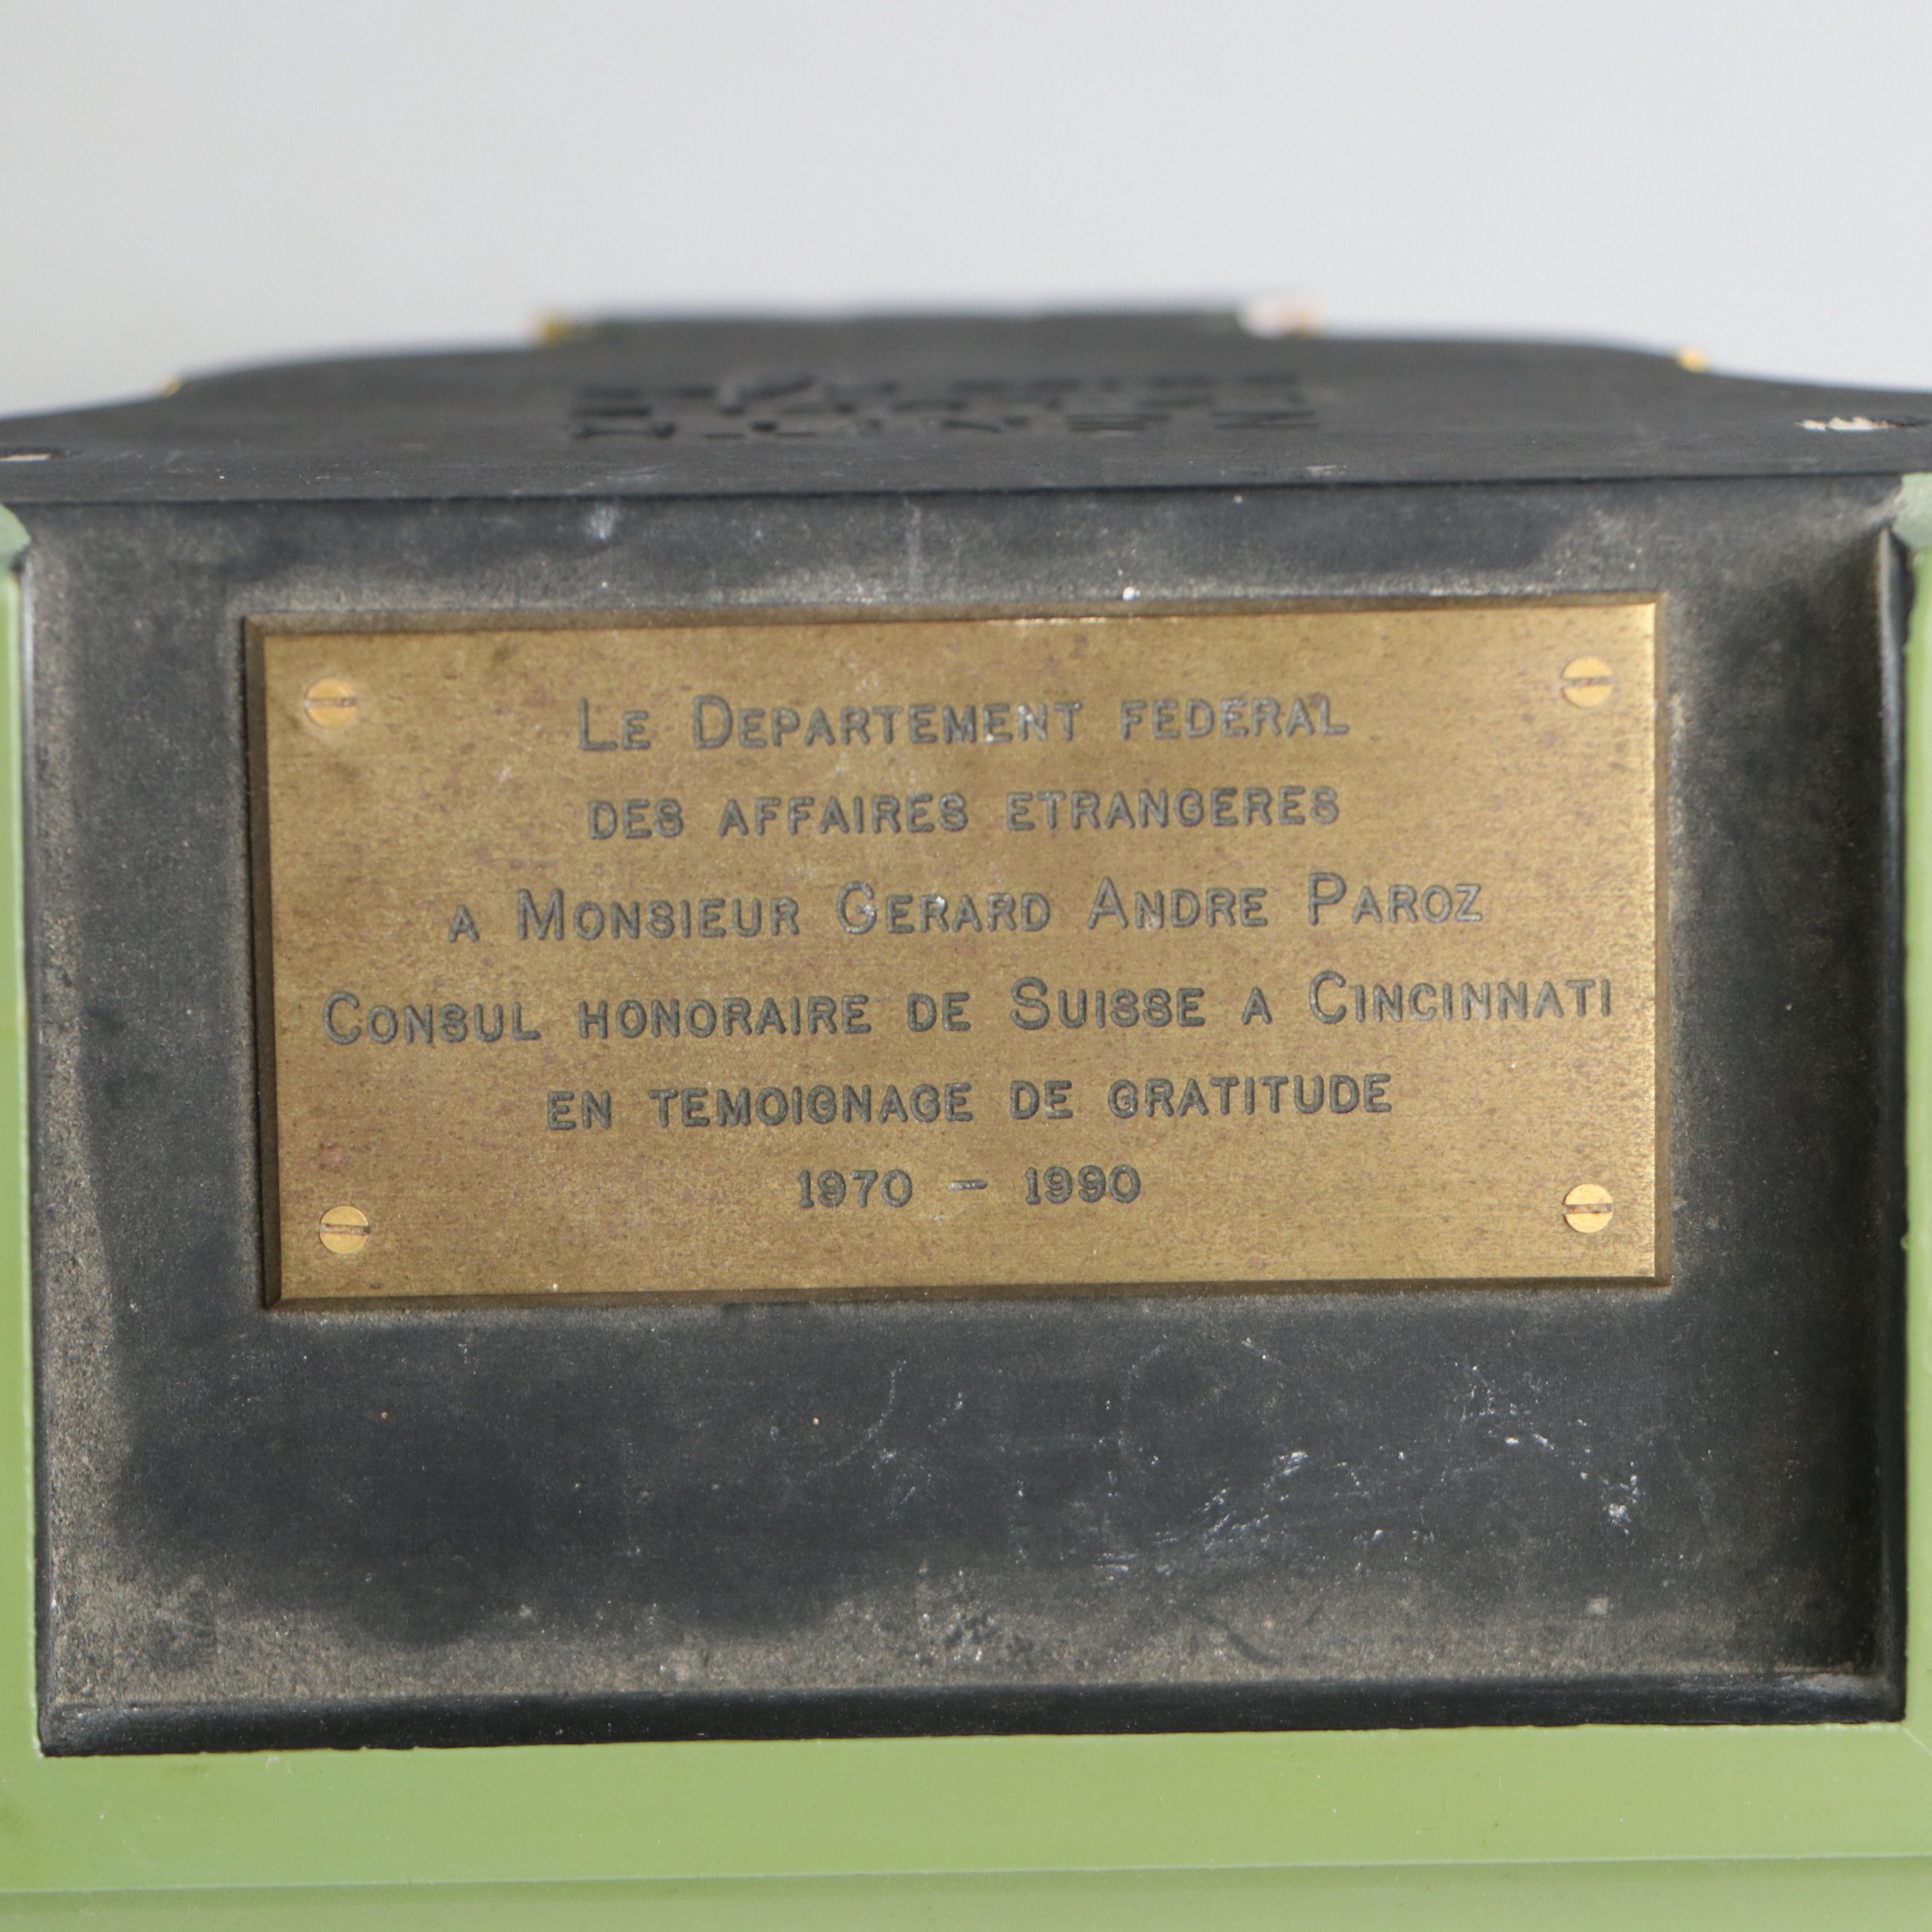 Le Departement federal
des affaires etrangeres
a Monsieur Gerard Andre Paroz
Consul honoraire de Suisse a Cincinnati
en temoignage de gratitude
1970 - 1990